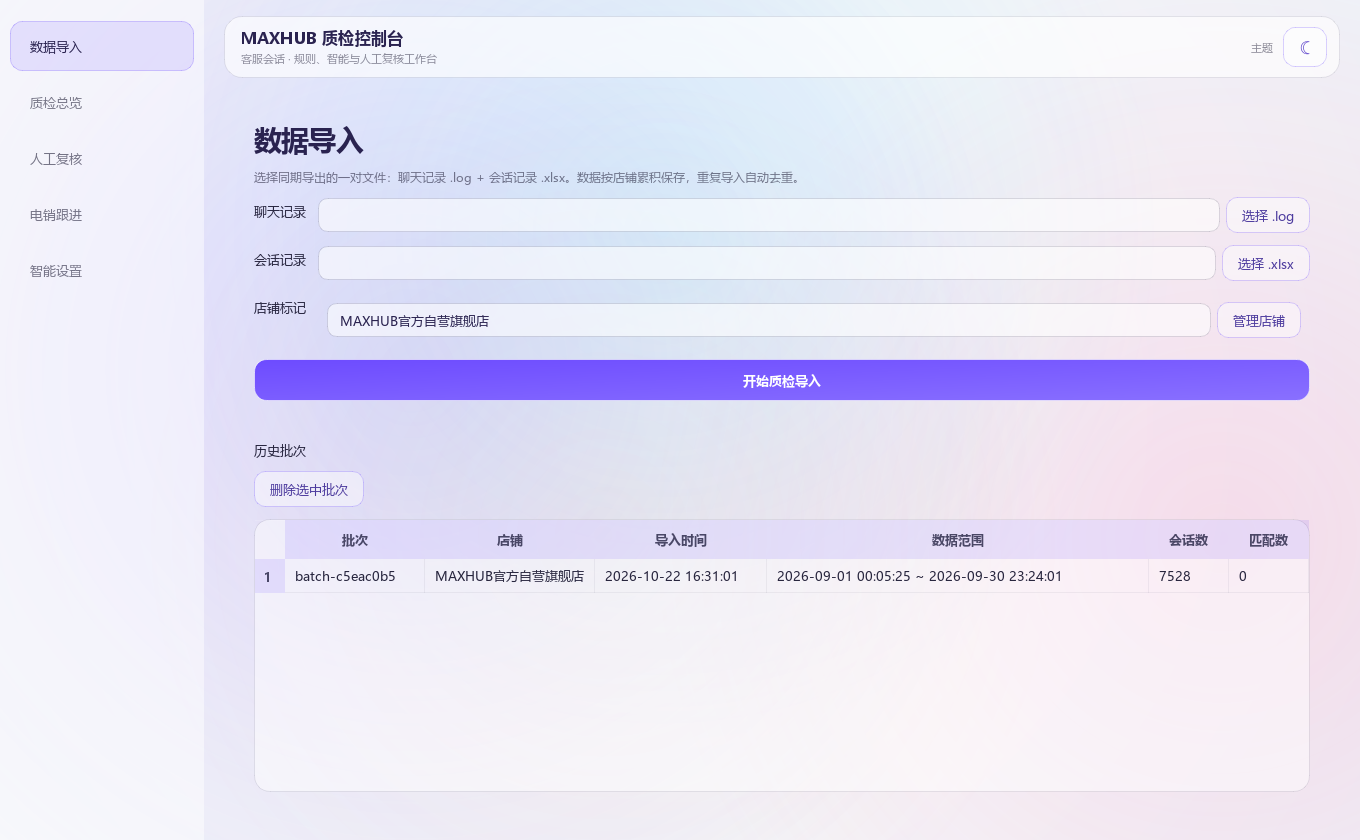 数据导入
质检总览
人工复核
电销跟进
智能设置
MAXHUB 质检控制台
客服会话 · 规则、智能与人工复核工作台
主题
数据导入
选择同期导出的一对文件：聊天记录 .log + 会话记录 .xlsx。数据按店铺累积保存，重复导入自动去重。
聊天记录 选择 .log
会话记录 选择 .xlsx
店铺标记 MAXHUB官方自营旗舰店 管理店铺
开始质检导入
历史批次
删除选中批次
批次 店铺 导入时间 数据范围 会话数 匹配数
1 batch-c5eac0b5 MAXHUB官方自营旗舰店 2026-10-22 16:31:01 2026-09-01 00:05:25 ~ 2026-09-30 23:24:01 7528 0